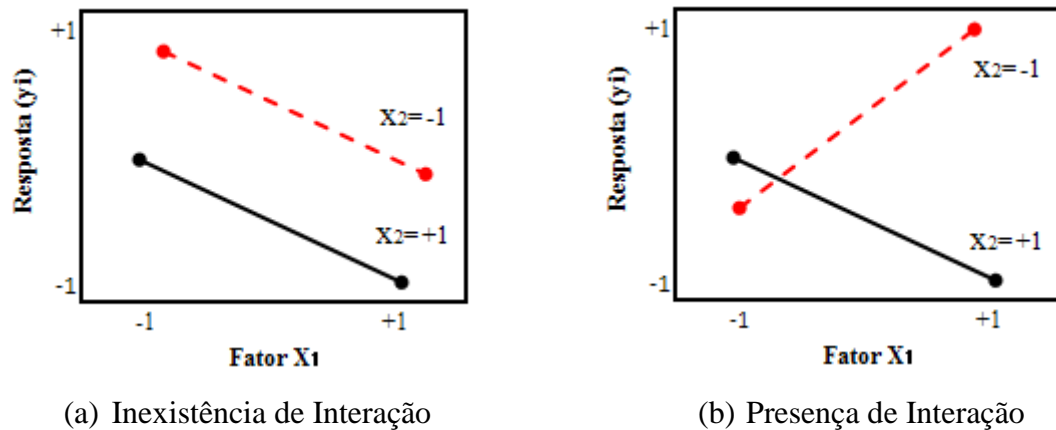 +1
Resposta (yi)
X2= -1
X2= +1
-1
-1
+1
Fator X1
(a) Inexistência de Interação
+1
Resposta (yi)
X2= -1
X2= +1
-1
-1
+1
Fator X1
(b) Presença de Interação